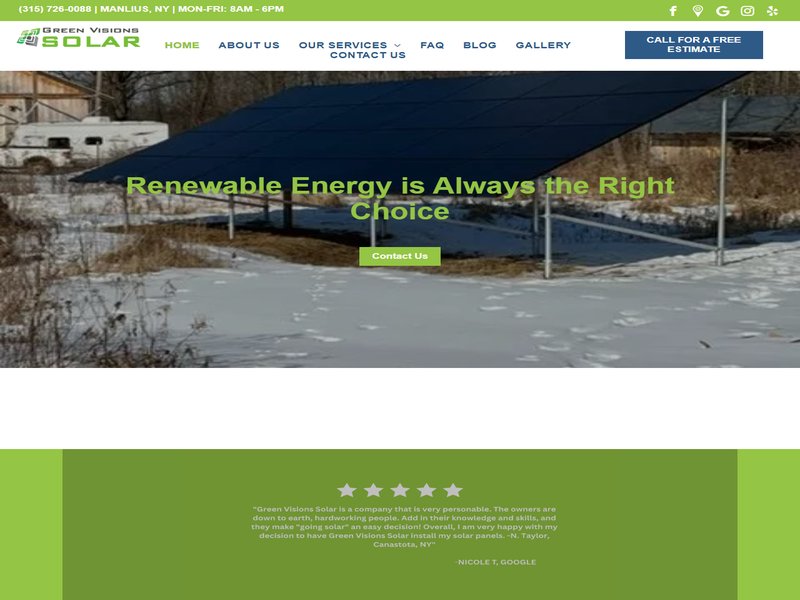 (315) 726-0088 | MANLIUS, NY | MON-FRI: 8AM - 6PM
GREEN VISIONS
SOLAR
HOME
ABOUT US
OUR SERVICES
FAQ
BLOG
GALLERY
CONTACT US
CALL FOR A FREE
ESTIMATE
Renewable Energy is Always the Right
Choice
Contact Us
"Green Visions Solar is a company that is very personable. The owners are
down to earth, hardworking people. Add in their knowledge and skills, and
they make "going solar" an easy decision! Overall, I am very happy with my
decision to have Green Visions Solar install my solar panels. -N. Taylor,
Canastota, NY"
-NICOLE T, GOOGLE